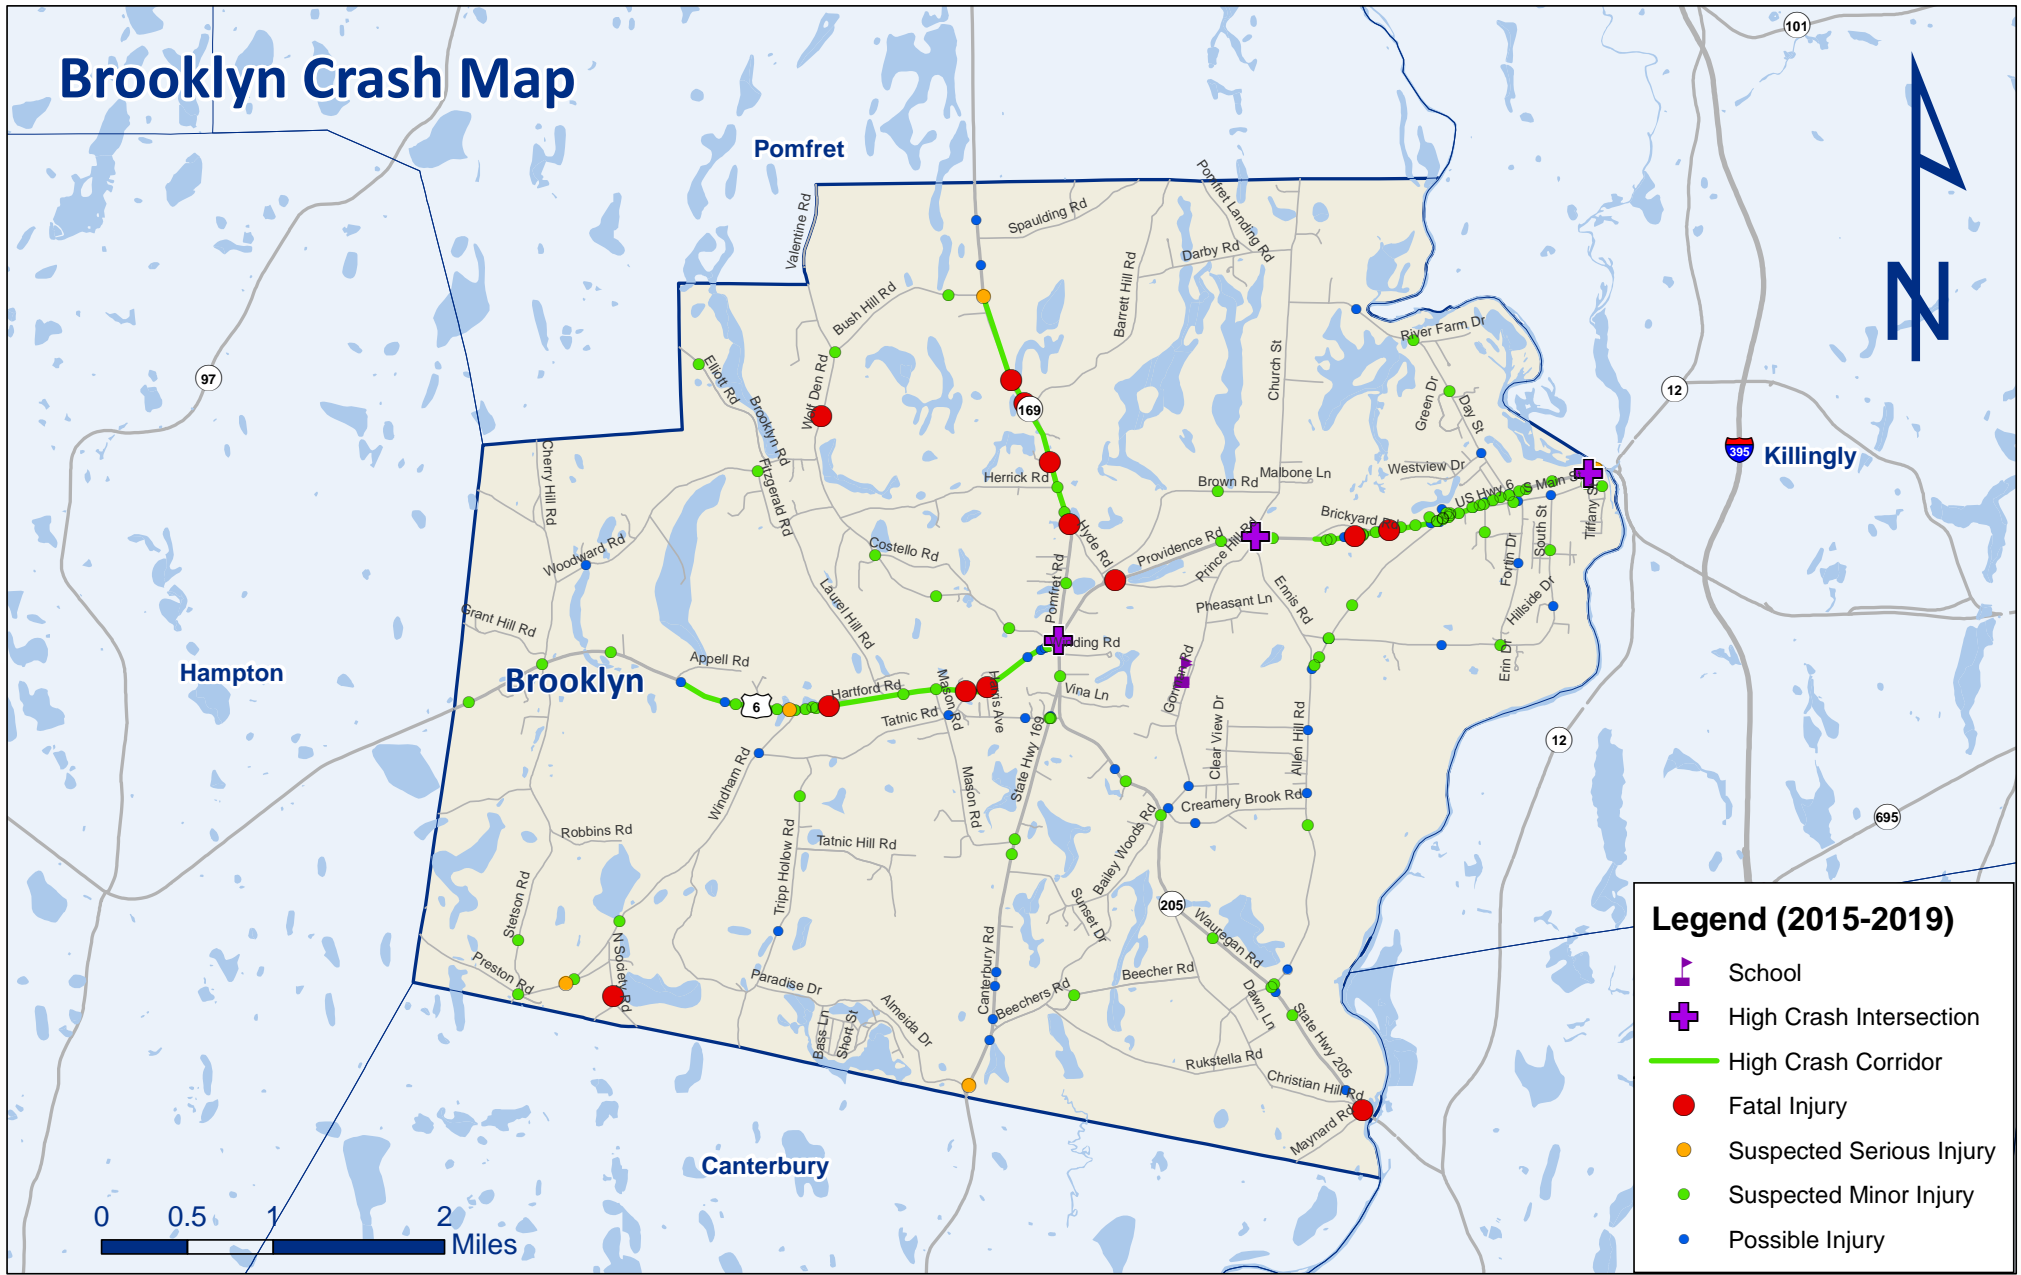 Brooklyn Crash Map
101
Pomfret
Valentine Rd
Spaulding Rd
Pomfret Landing Rd
Darby Rd
Barrett Hill Rd
N
Bush Hill Rd
River Farm Dr
97
Elliott Rd
Wolf Den Rd
Church St
12
169
Brooklyn Rd
Green Dr
Day St
Cherry Hill Rd
395
Killingly
Fitzgerald Rd
Herrick Rd
Brown Rd
Malbone Ln
Westview Dr
US Hwy 6
S Main St
Tiffany St
Brickyard Rd
South St
Woodward Rd
Costello Rd
Hyde Rd
Providence Rd
Prince Hill Rd
Fortin Dr
Hillside Dr
Grant Hill Rd
Laurel Hill Rd
Pomfret Rd
Pheasant Ln
Ennis Rd
Erin Dr
Hampton
Brooklyn
Appell Rd
Hartford Rd
6
Mason Rd
Harris Ave
Vina Ln
Gorman Rd
Tatnic Rd
State Hwy 169
Clear View Dr
Allen Hill Rd
12
Windham Rd
Mason Rd
Creamery Brook Rd
695
Robbins Rd
Tripp Hollow Rd
Tatnic Hill Rd
Bailey Woods Rd
Stetson Rd
Sunset Dr
205
Wauregan Rd
N Society Rd
Preston Rd
Paradise Dr
Canterbury Rd
Beechers Rd
Beecher Rd
Dawn Ln
Almeida Dr
Bass Ln
Short St
State Hwy 205
Rukstella Rd
Christian Hill Rd
Maynard Rd
Canterbury
0 0.5 1 2
Miles
Legend (2015-2019)
School
High Crash Intersection
High Crash Corridor
Fatal Injury
Suspected Serious Injury
Suspected Minor Injury
Possible Injury